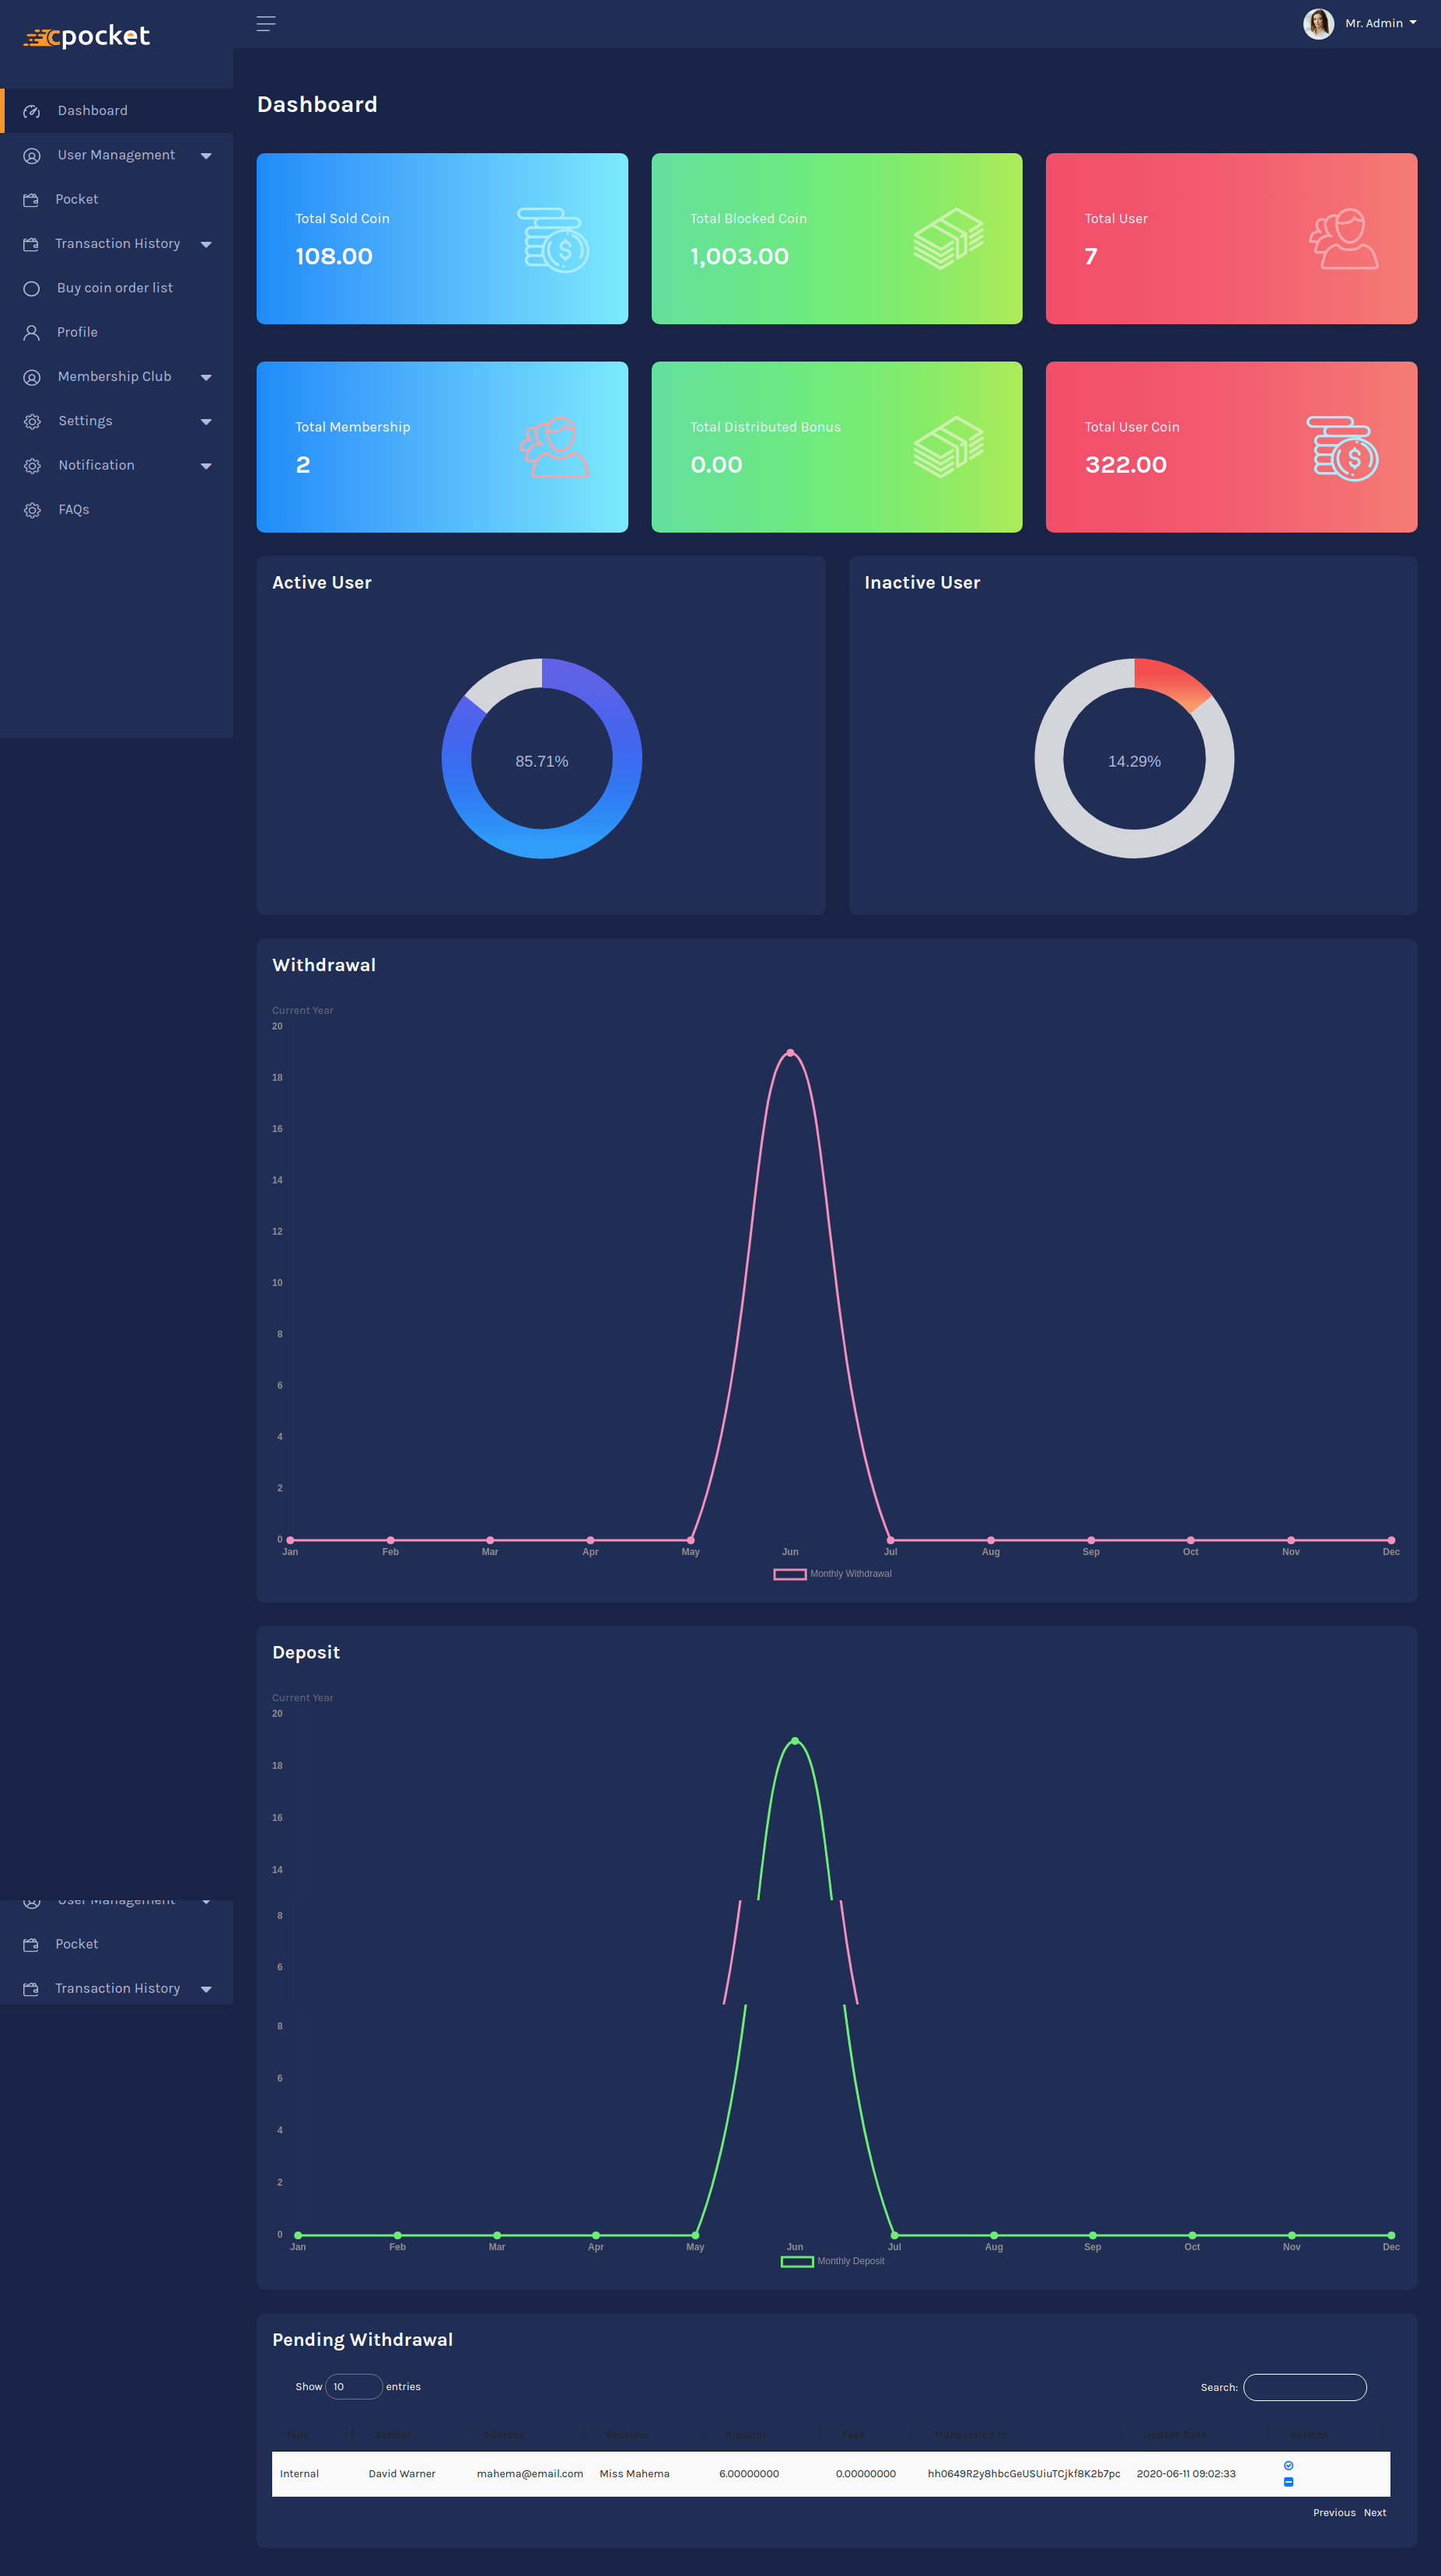 cpocket
Mr. Admin
Dashboard
User Management
Pocket
Transaction History
Buy coin order list
Profile
Membership Club
Settings
Notification
FAQs
Dashboard
Total Sold Coin
108.00
Total Blocked Coin
1,003.00
Total User
7
Total Membership
2
Total Distributed Bonus
0.00
Total User Coin
322.00
Active User
85.71%
Inactive User
14.29%
Withdrawal
Current Year
20
18
16
14
12
10
8
6
4
2
0
Jan Feb Mar Apr May Jun Jul Aug Sep Oct Nov Dec
Monthly Withdrawal
Deposit
Current Year
20
18
16
14
User Management
8
Pocket
6
Transaction History
8
6
4
2
0
Jan Feb Mar Apr May Jun Jul Aug Sep Oct Nov Dec
Monthly Deposit
Pending Withdrawal
Show 10 entries
Search:
Type Sender Address Receiver Amount Fees Transaction Id Update Date Actions
Internal David Warner mahema@email.com Miss Mahema 6.00000000 0.00000000 hh0649R2y8hbcGeUSUiuTCjkf8K2b7pc 2020-06-11 09:02:33
Previous Next